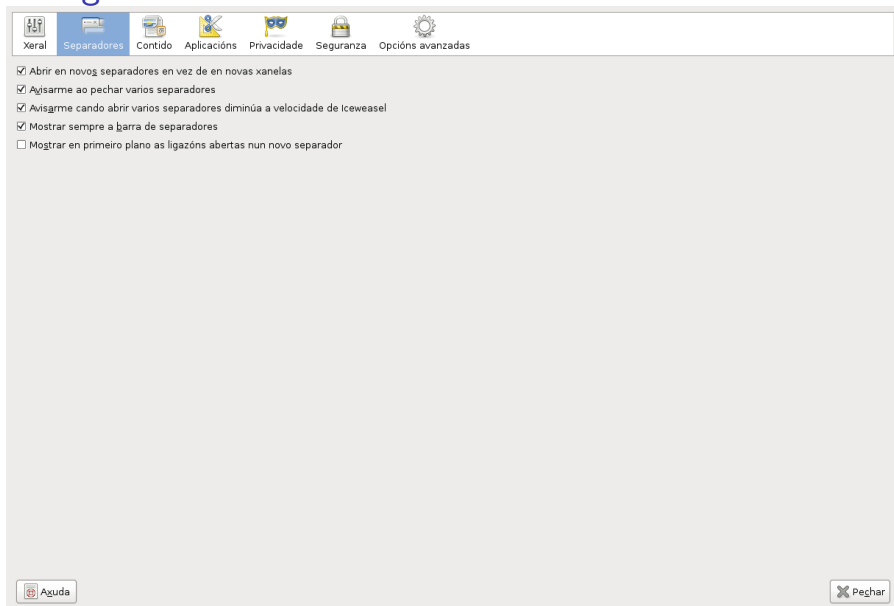 Xeral Separadores Contido Aplicacións Privacidade Seguranza Opcións avanzadas
Abrir en novos separadores en vez de en novas xanelas
Avisarme ao pechar varios separadores
Avisarme cando abrir varios separadores diminúa a velocidade de Iceweasel
Mostrar sempre a barra de separadores
Mostrar en primeiro plano as ligazóns abertas nun novo separador
Axuda Pechar